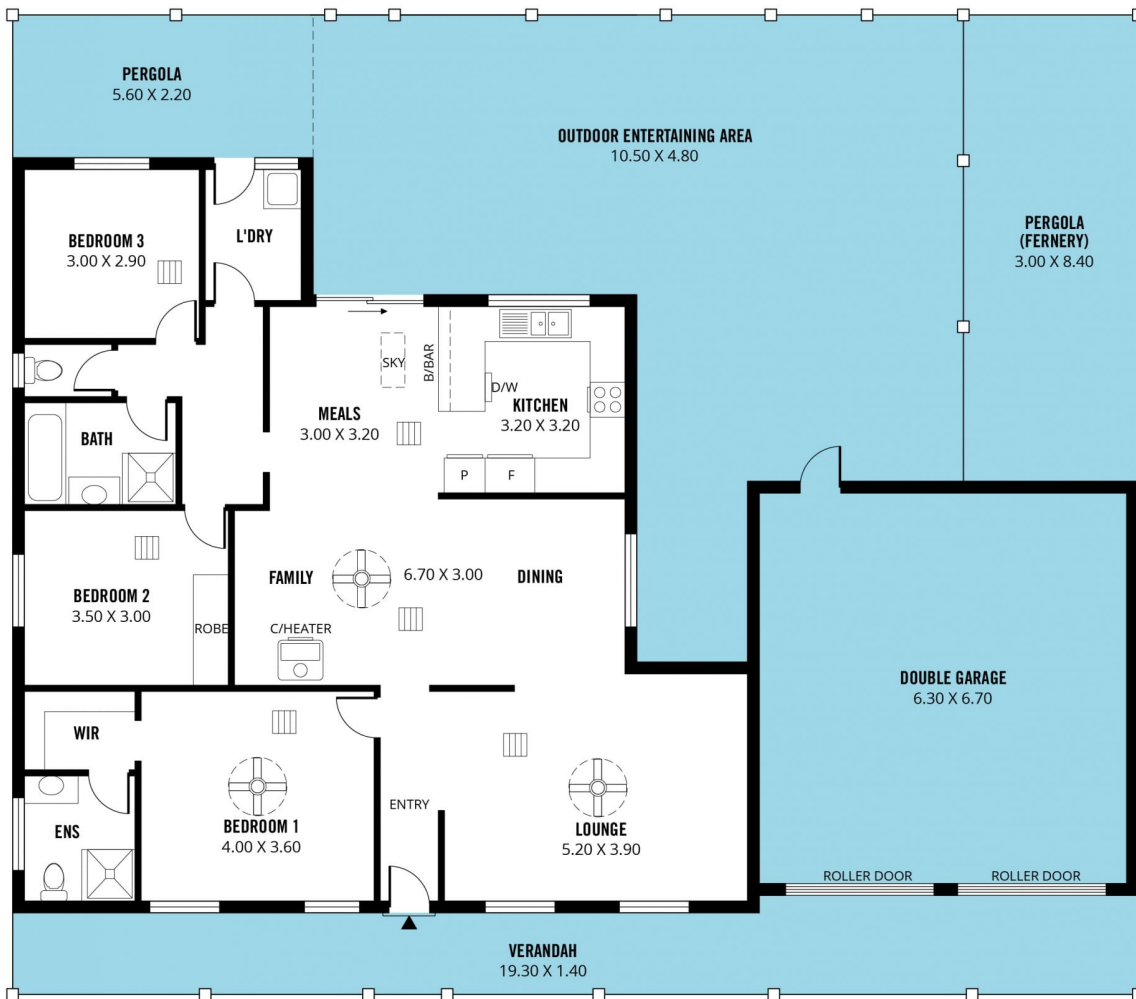 PERGOLA
5.60 X 2.20
OUTDOOR ENTERTAINING AREA
10.50 X 4.80
PERGOLA
(FERNERY)
3.00 X 8.40
BEDROOM 3
3.00 X 2.90
L'DRY
SKY
B/BAR
D/W
KITCHEN
3.20 X 3.20
MEALS
3.00 X 3.20
BATH
P
F
BEDROOM 2
3.50 X 3.00
ROBE
FAMILY
6.70 X 3.00
DINING
C/HEATER
DOUBLE GARAGE
6.30 X 6.70
WIR
ENS
BEDROOM 1
4.00 X 3.60
ENTRY
LOUNGE
5.20 X 3.90
ROLLER DOOR
ROLLER DOOR
VERANDAH
19.30 X 1.40